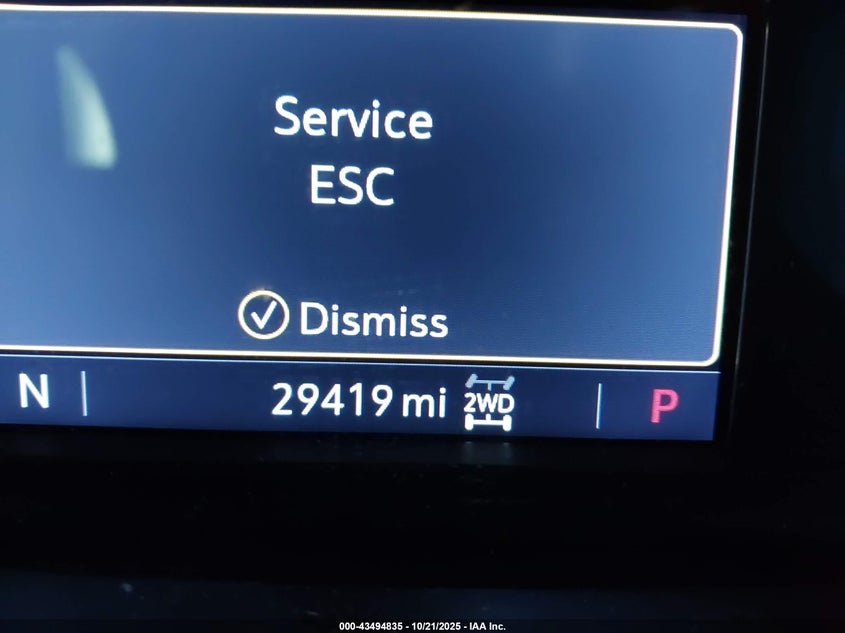 Service
ESC
Dismiss
N 29419 mi 2WD P
000-43494835 - 10/21/2025 - IAA Inc.